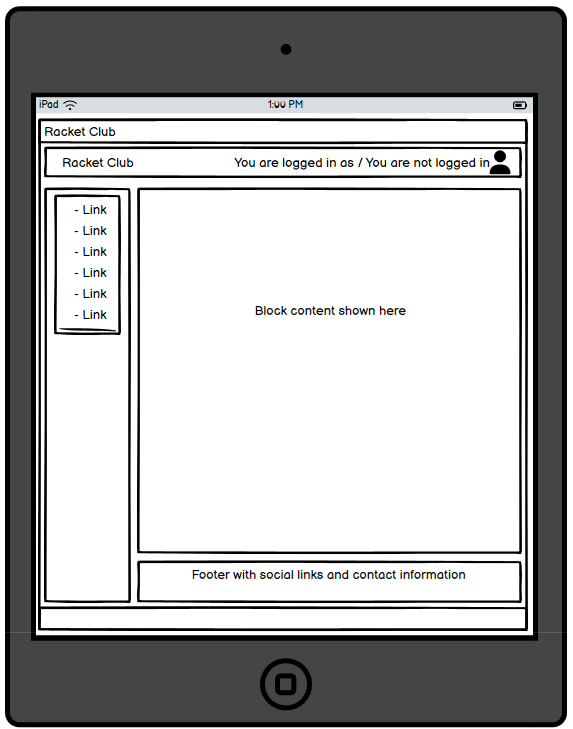 iPad 1:00 PM
Racket Club
Racket Club You are logged in as / You are not logged in
- Link
- Link
- Link
- Link
- Link
- Link
Block content shown here
Footer with social links and contact information